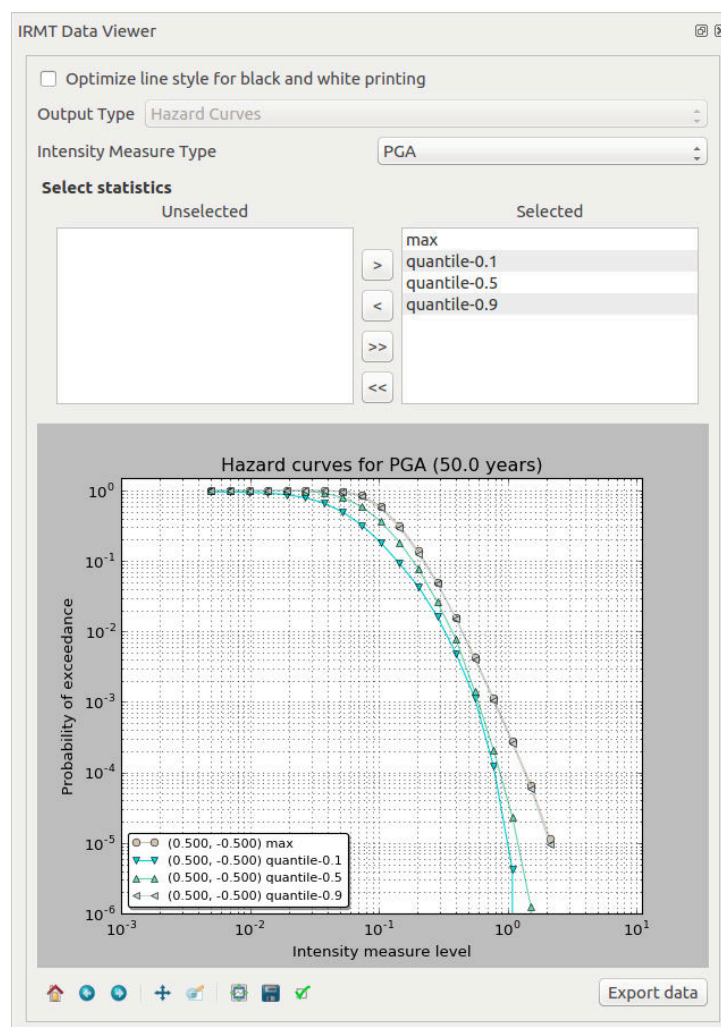 IRMT Data Viewer
Optimize line style for black and white printing
Output Type Hazard Curves
Intensity Measure Type PGA
Select statistics
Unselected Selected
max
quantile-0.1
quantile-0.5
quantile-0.9
>
<
>>
<<
Hazard curves for PGA (50.0 years)
Probability of exceedance
10^0
10^-1
10^-2
10^-3
10^-4
10^-5
10^-6
(0.500, -0.500) max
(0.500, -0.500) quantile-0.1
(0.500, -0.500) quantile-0.5
(0.500, -0.500) quantile-0.9
10^-3 10^-2 10^-1 10^0 10^1
Intensity measure level
Export data